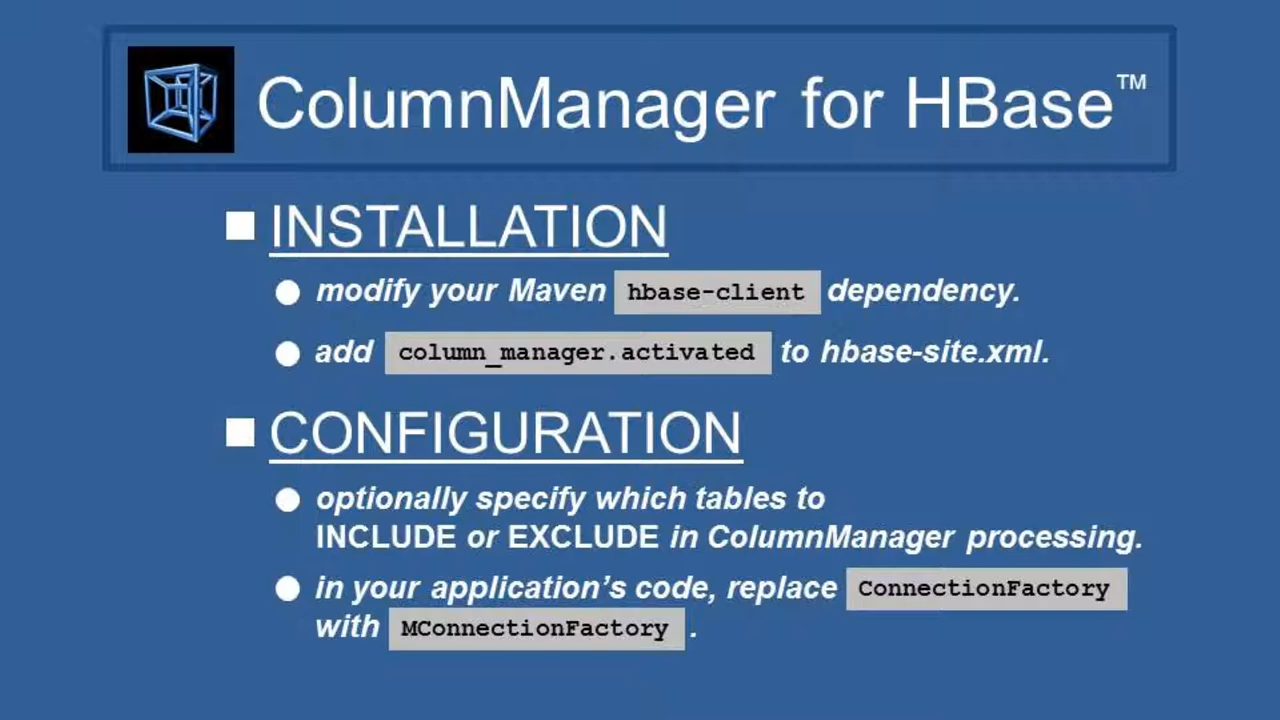 ColumnManager for HBase™
INSTALLATION
modify your Maven hbase-client dependency.
add column_manager.activated to hbase-site.xml.
CONFIGURATION
optionally specify which tables to
INCLUDE or EXCLUDE in ColumnManager processing.
in your application’s code, replace ConnectionFactory
with MConnectionFactory .